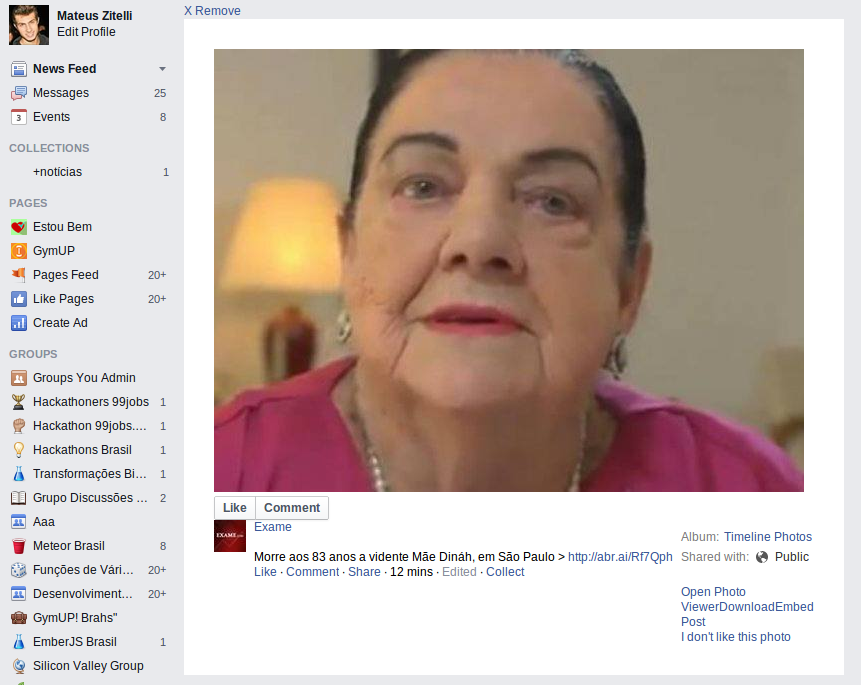 Mateus Zitelli
Edit Profile
News Feed
Messages 25
3 Events 8
COLLECTIONS
+notícias 1
PAGES
Estou Bem
GymUP
Pages Feed 20+
Like Pages 20+
Create Ad
GROUPS
Groups You Admin
Hackathoners 99jobs 1
Hackathon 99jobs.... 1
Hackathons Brasil 1
Transformações Bi... 1
Grupo Discussões ... 2
Aaa
Meteor Brasil 8
Funções de Vári... 20+
Desenvolviment... 20+
GymUP! Brahs"
EmberJS Brasil 1
Silicon Valley Group
X Remove
Like Comment
EXAME.com
Exame
Morre aos 83 anos a vidente Mãe Dináh, em São Paulo > http://abr.ai/Rf7Qph
Like · Comment · Share · 12 mins · Edited · Collect
Album: Timeline Photos
Shared with: Public
Open Photo
ViewerDownloadEmbed
Post
I don't like this photo